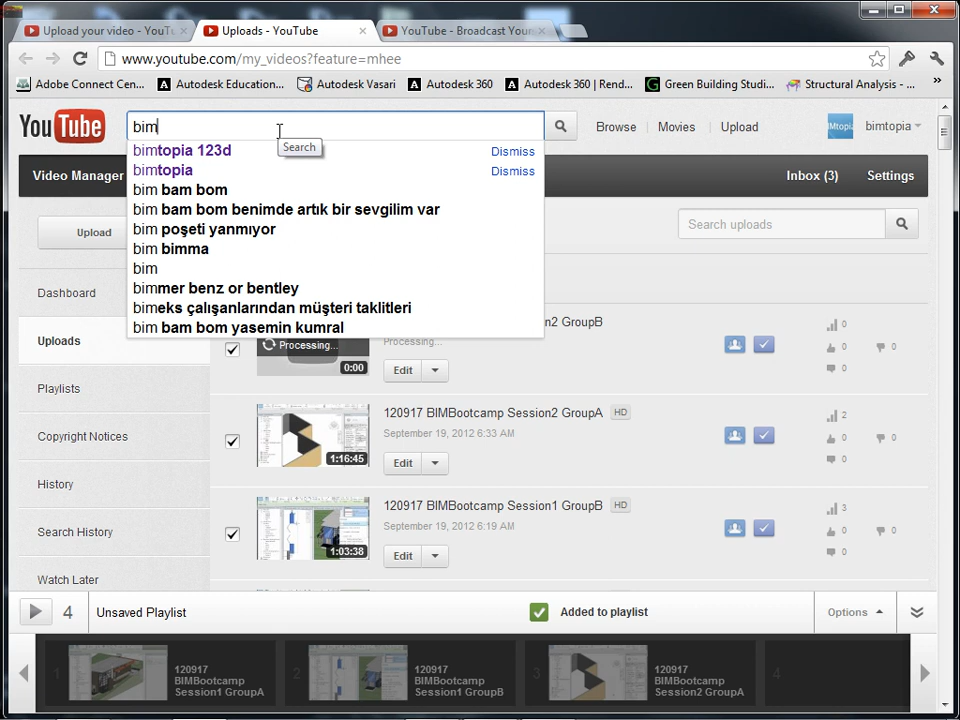 Upload your video - YouTu
Uploads - YouTube
YouTube - Broadcast Your
www.youtube.com/my_videos?feature=mhee
Adobe Connect Cen...
Autodesk Education...
Autodesk Vasari
Autodesk 360
Autodesk 360 | Rend...
Green Building Studi...
Structural Analysis - ...
YouTube
bim
Browse
Movies
Upload
bimtopia
Search
bimtopia 123d Dismiss
bimtopia Dismiss
bim bam bom
bim bam bom benimde artık bir sevgilim var
bim poşeti yanmıyor
bim bimma
bim
bimmer benz or bentley
bimeks çalışanlarından müşteri taklitleri
bim bam bom yasemin kumral
Video Manager
Inbox (3)
Settings
Upload
Search uploads
Dashboard
Uploads
Playlists
Copyright Notices
History
Search History
Watch Later
n2 GroupB
Processing...
Processing...
0:00
Edit
0
0
0
0
120917 BIMBootcamp Session2 GroupA HD
September 19, 2012 6:33 AM
1:16:45
Edit
2
0
0
0
120917 BIMBootcamp Session1 GroupB HD
September 19, 2012 6:19 AM
1:03:38
Edit
3
0
0
0
4
Unsaved Playlist
Added to playlist
Options
1
120917
BIMBootcamp
Session1 GroupA
2
120917
BIMBootcamp
Session1 GroupB
3
120917
BIMBootcamp
Session2 GroupA
4